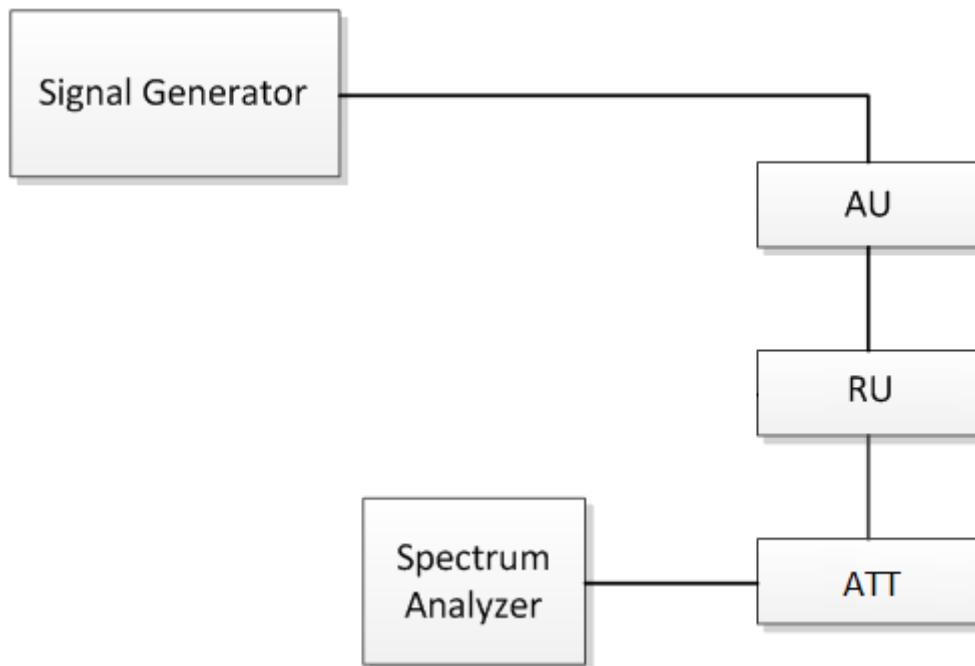 Signal Generator
AU
RU
ATT
Spectrum
Analyzer